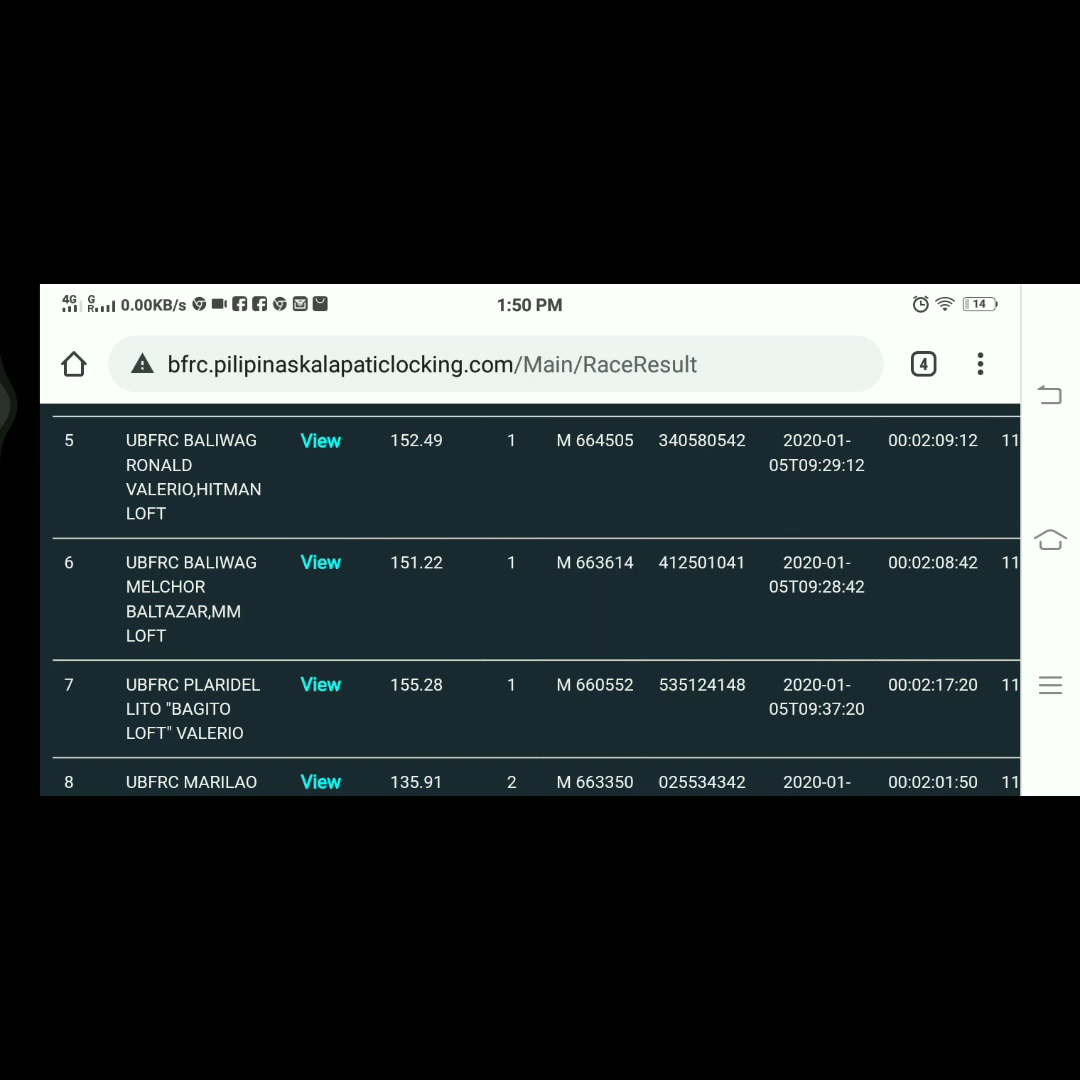 4G G R 0.00KB/s 1:50 PM 14
bfrc.pilipinaskalapaticlocking.com/Main/RaceResult 4
5 UBFRC BALIWAG View 152.49 1 M 664505 340580542 2020-01- 00:02:09:12 11
RONALD 05T09:29:12
VALERIO,HITMAN
LOFT
6 UBFRC BALIWAG View 151.22 1 M 663614 412501041 2020-01- 00:02:08:42 11
MELCHOR 05T09:28:42
BALTAZAR,MM
LOFT
7 UBFRC PLARIDEL View 155.28 1 M 660552 535124148 2020-01- 00:02:17:20 11
LITO "BAGITO 05T09:37:20
LOFT" VALERIO
8 UBFRC MARILAO View 135.91 2 M 663350 025534342 2020-01- 00:02:01:50 11